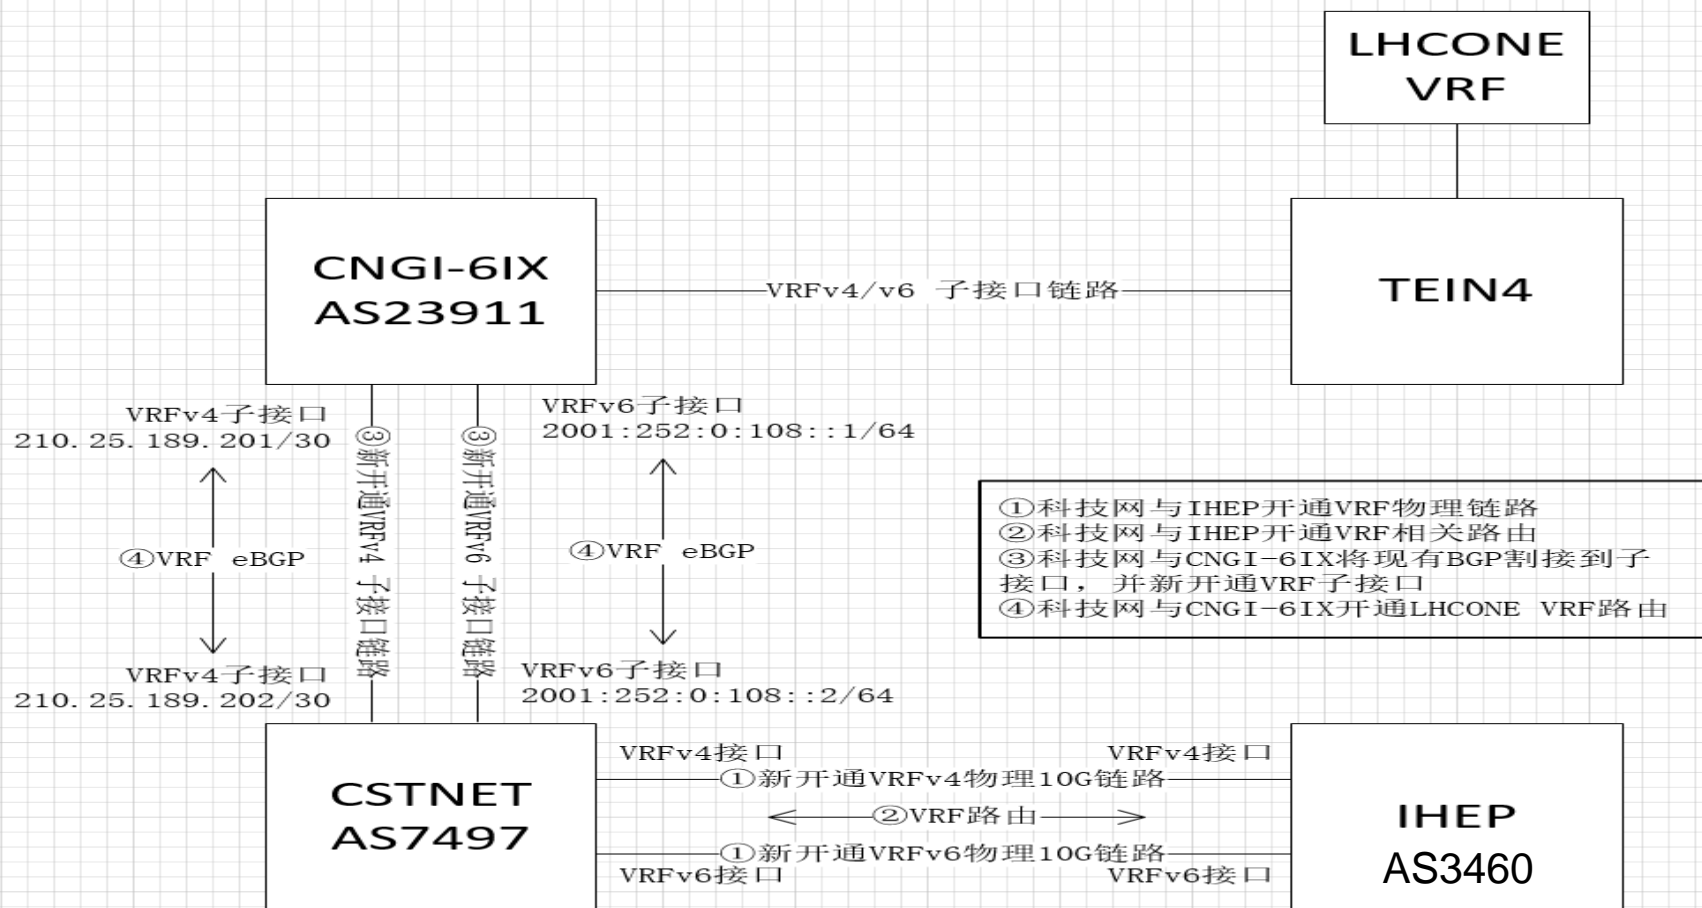 LHCONE
VRF
CNGI-6IX
AS23911
VRFv4/v6 子接口链路
TEIN4
VRFv4子接口
210.25.189.201/30
VRFv6子接口
2001:252:0:108::1/64
③新开通VRFv4 子接口链路
③新开通VRFv6 子接口链路
④VRF eBGP
④VRF eBGP
①科技网与IHEP开通VRF物理链路
②科技网与IHEP开通VRF相关路由
③科技网与CNGI-6IX将现有BGP割接到子
接口，并新开通VRF子接口
④科技网与CNGI-6IX开通LHCONE VRF路由
VRFv4子接口
210.25.189.202/30
VRFv6子接口
2001:252:0:108::2/64
CSTNET
AS7497
VRFv4接口
VRFv4接口
①新开通VRFv4物理10G链路
②VRF路由
①新开通VRFv6物理10G链路
VRFv6接口
VRFv6接口
IHEP
AS3460